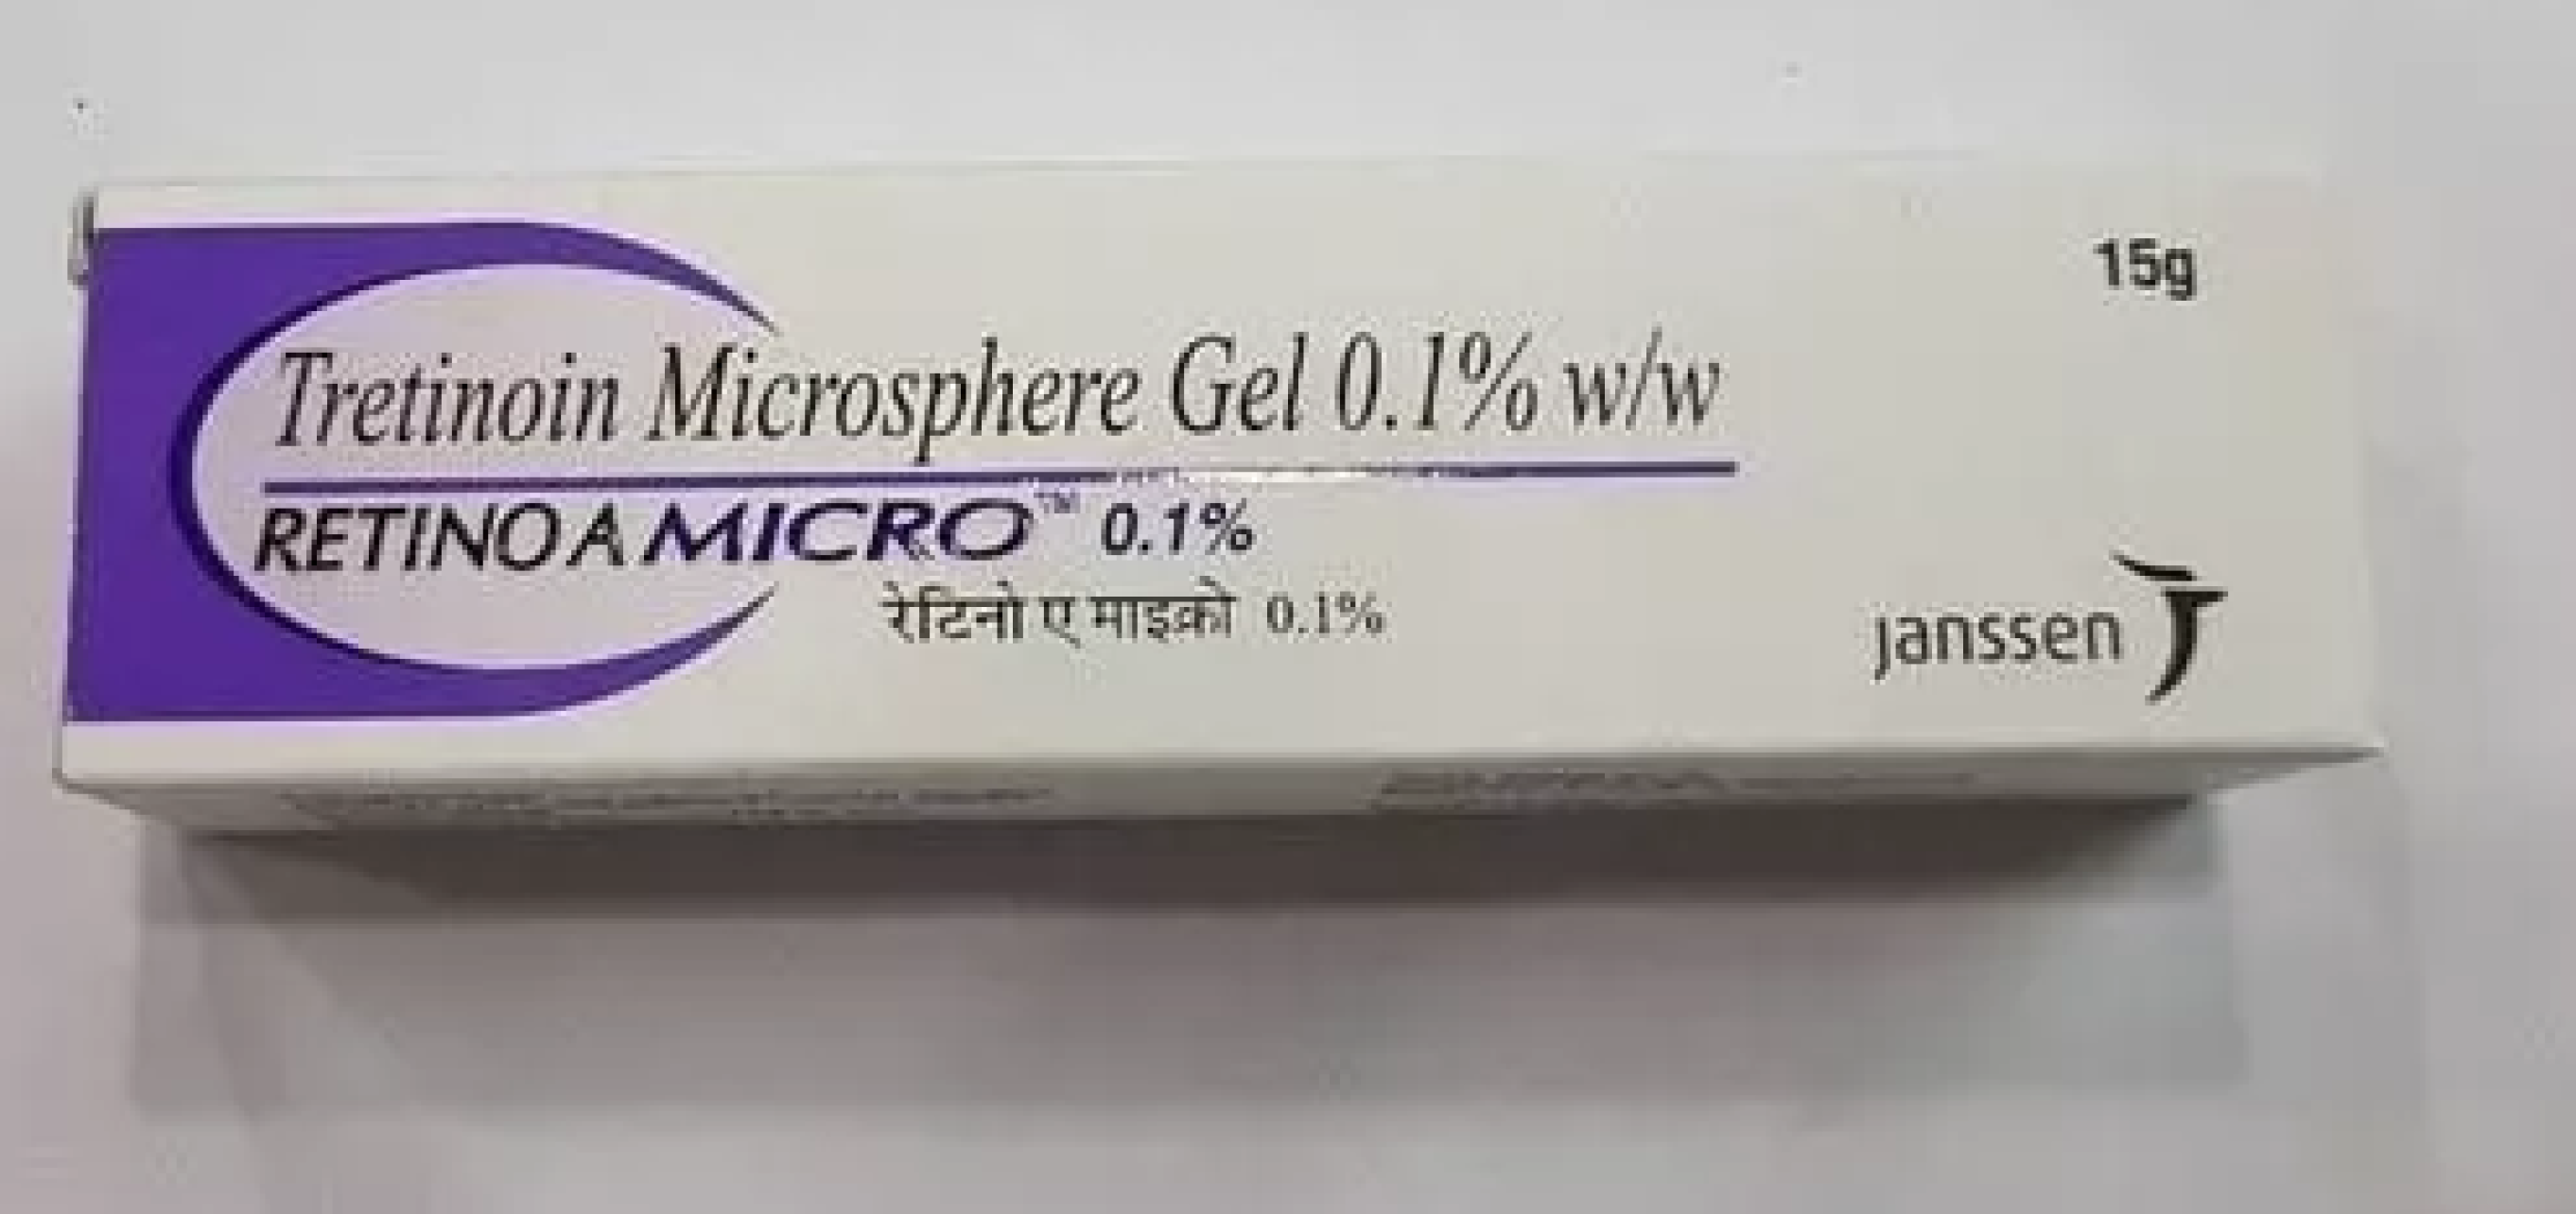 15g
Tretinoin Microsphere Gel 0.1% w/w
RETINO A MICRO™ 0.1%
रेटिनो ए माइक्रो 0.1%
janssen